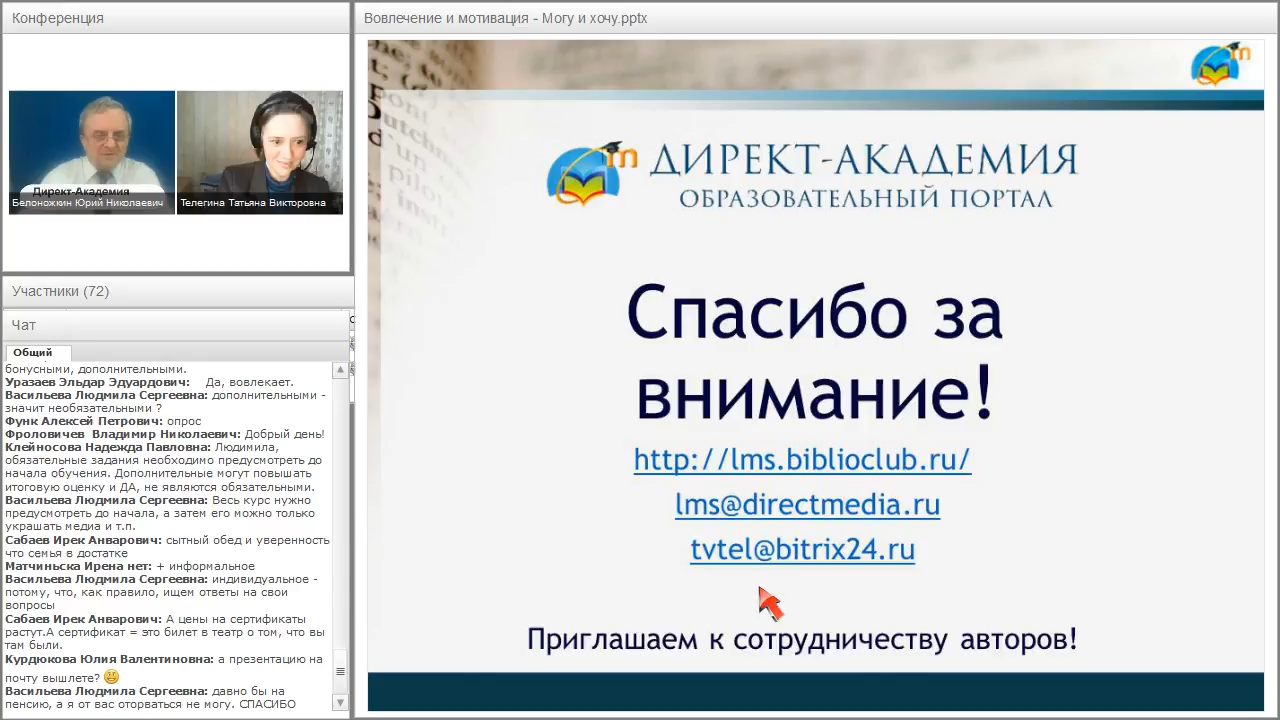 Конференция
Директ-Академия
Белиложкин Юрий Николаевич
Телегина Татьяна Викторовна
Участники (72)
Чат
Общий
бонусными, дополнительными.
Уразаев Эльдар Эдуардович: Да, вовлекает.
Васильева Людмила Сергеевна: дополнительными -
значит необязательными ?
Функ Алексей Петрович: опрос
Фроловичев Владимир Николаевич: Добрый день!
Клейносова Надежда Павловна: Людимила,
обязательные задания необходимо предусмотреть до
начала обучения. Дополнительные могут повышать
итоговую оценку и ДА, не являются обязательными.
Васильева Людмила Сергеевна: Весь курс нужно
предусмотреть до начала, а затем его можно только
украшать медиа и т.п.
Сабаев Ирек Анварович: сытный обед и уверенность
что семья в достатке
Маганьска Ирена нет: + информальное
Васильева Людмила Сергеевна: индивидуальное -
потому, что, как правило, ищем ответы на свои
вопросы
Сабаев Ирек Анварович: А цены на сертификаты
растут.А сертификат = это билет в театр о том, что вы
там были.
Курдюкова Юлия Валентиновна: а презентацию на
почту вышлете?
Васильева Людмила Сергеевна: давно бы на
пенсию, а я от вас оторваться не могу. СПАСИБО
Вовлечение и мотивация - Могу и хочу.pptx
ДИРЕКТ-АКАДЕМИЯ
ОБРАЗОВАТЕЛЬНЫЙ ПОРТАЛ
Спасибо за
внимание!
http://lms.biblioclub.ru/
lms@directmedia.ru
tvtel@bitrix24.ru
Приглашаем к сотрудничеству авторов!